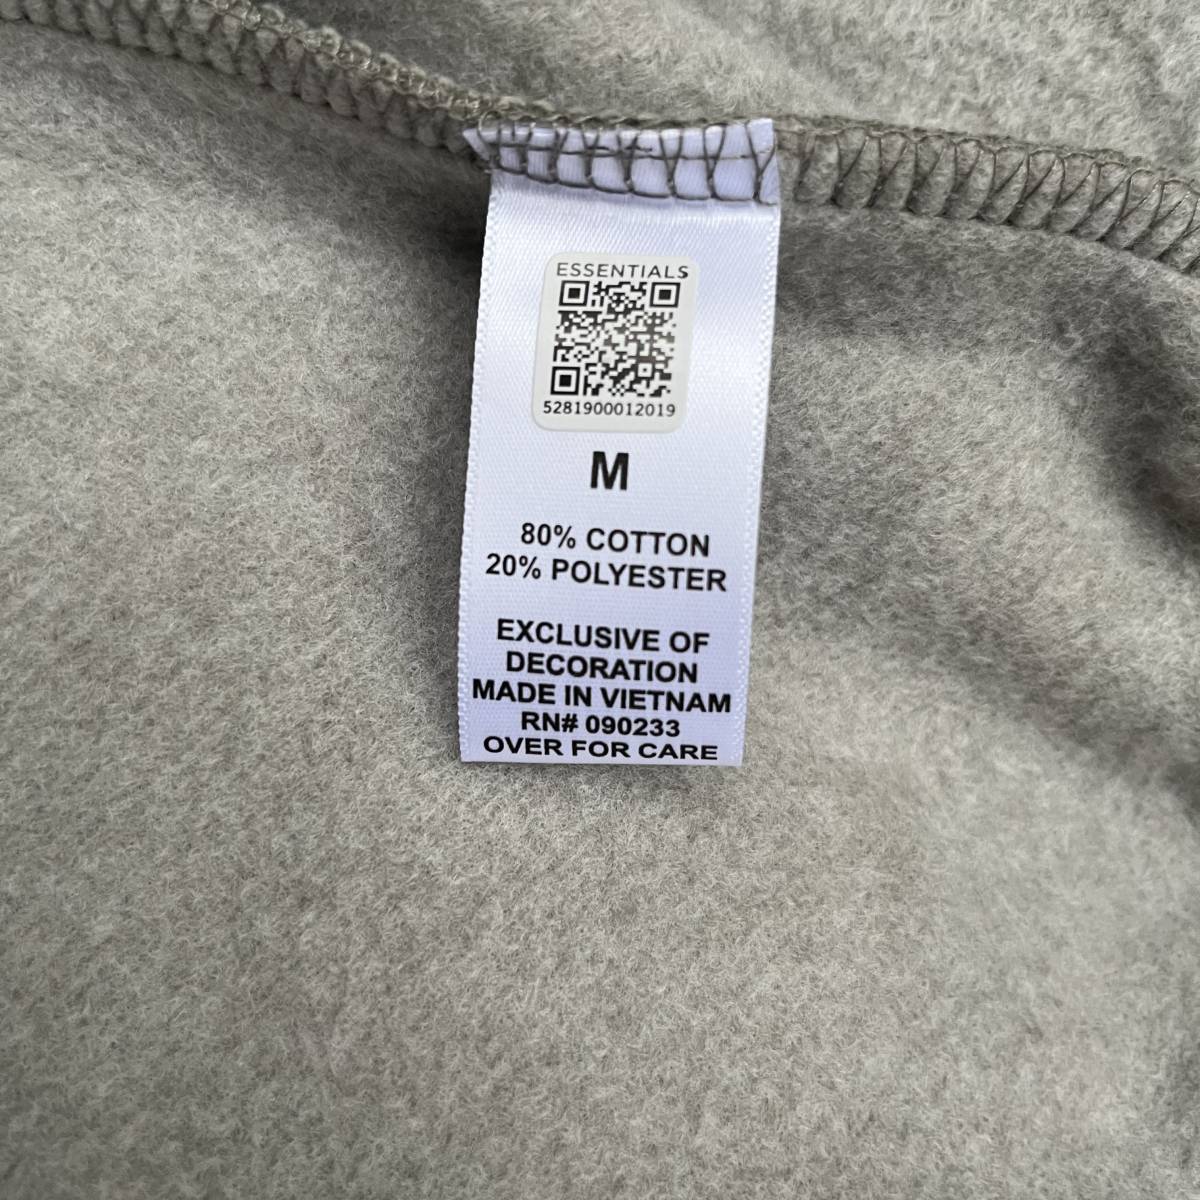 ESSENTIALS
5281900012019
M
80% COTTON
20% POLYESTER
EXCLUSIVE OF
DECORATION
MADE IN VIETNAM
RN# 090233
OVER FOR CARE